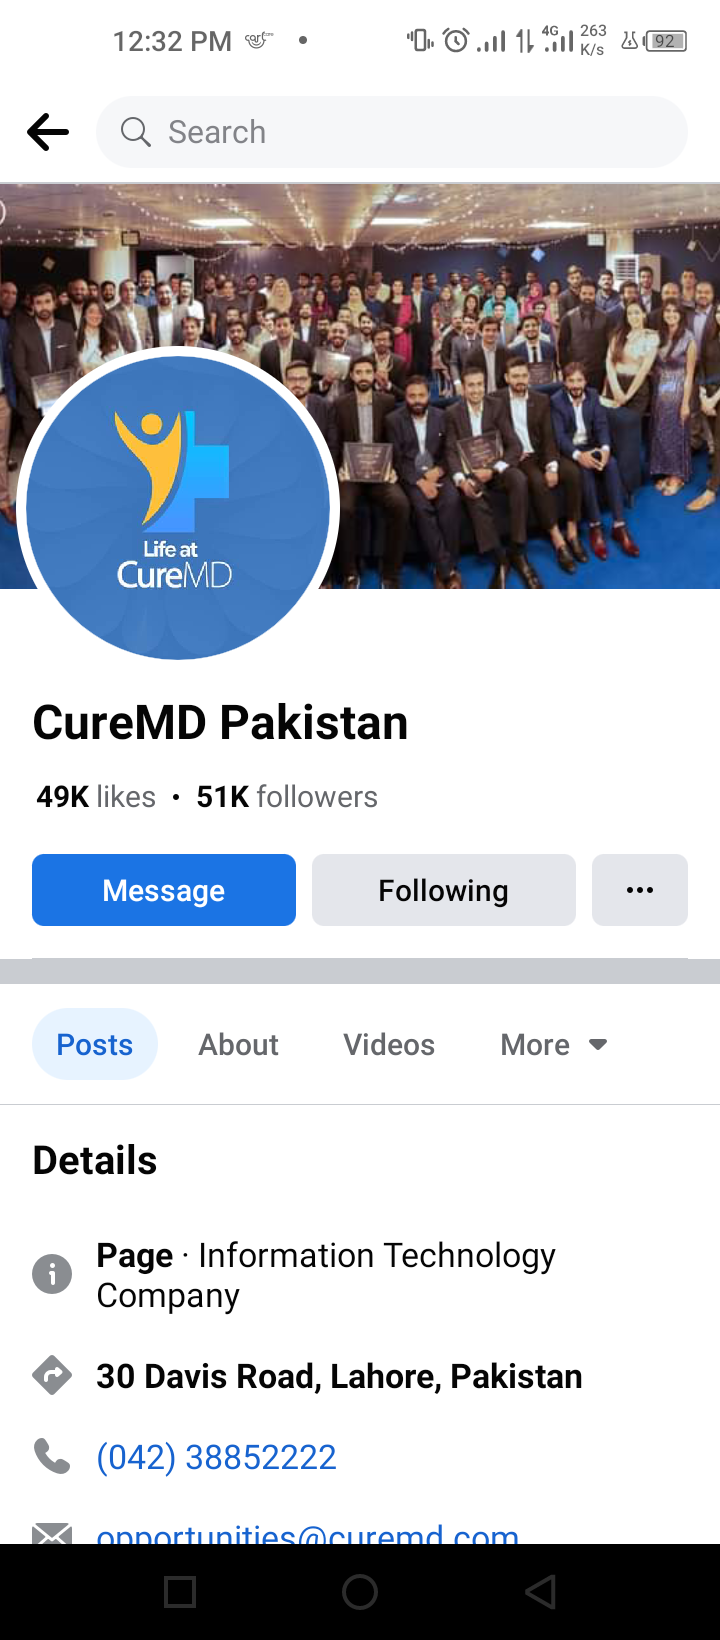 12:32 PM
4G
263
K/s
92
Search
Life at
CureMD
CureMD Pakistan
49K likes • 51K followers
Message
Following
Posts
About
Videos
More
Details
Page · Information Technology
Company
30 Davis Road, Lahore, Pakistan
(042) 38852222
opportunities@curemd.com